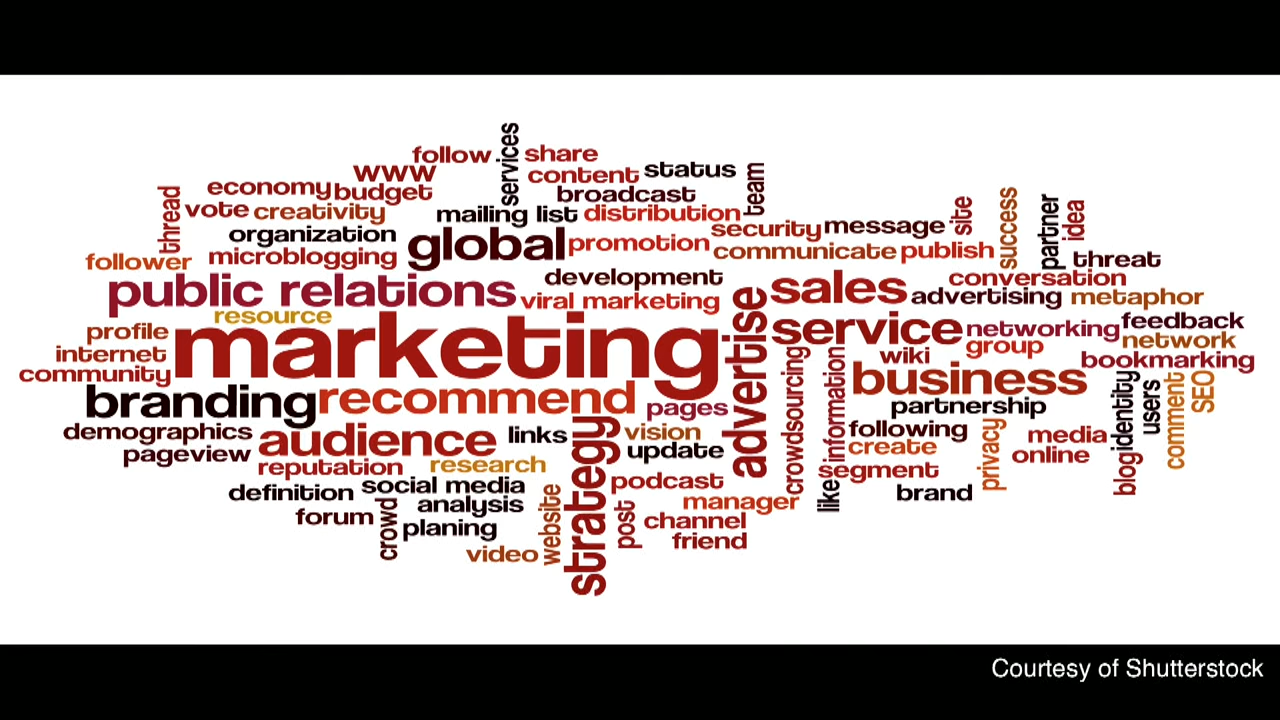 services
follow
share
www
content
status
team
economy
budget
broadcast
thread
vote
creativity
mailing list
distribution
site
success
partner
idea
organization
global
promotion
security
message
follower
microblogging
communicate
publish
threat
development
conversation
public relations
viral marketing
advertise
sales
advertising
metaphor
resource
profile
marketing
service
networking
feedback
internet
wiki
group
network
community
crowdsourcing
information
business
bookmarking
branding
recommend
pages
partnership
identity
users
comment
SEO
demographics
audience
links
strategy
vision
following
privacy
media
pageview
update
create
online
reputation
research
segment
blog
definition
social media
podcast
like
brand
forum
crowd
analysis
website
post
manager
planing
channel
video
friend
Courtesy of Shutterstock